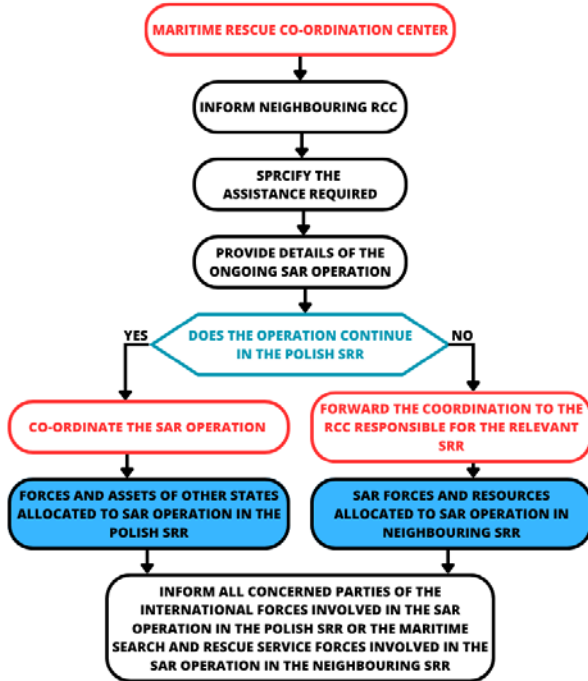 MARITIME RESCUE CO-ORDINATION CENTER
INFORM NEIGHBOURING RCC
SPRCIFY THE
ASSISTANCE REQUIRED
PROVIDE DETAILS OF THE
ONGOING SAR OPERATION
YES
DOES THE OPERATION CONTINUE
IN THE POLISH SRR
NO
CO-ORDINATE THE SAR OPERATION
FORWARD THE COORDINATION TO THE
RCC RESPONSIBLE FOR THE RELEVANT
SRR
FORCES AND ASSETS OF OTHER STATES
ALLOCATED TO SAR OPERATION IN THE
POLISH SRR
SAR FORCES AND RESOURCES
ALLOCATED TO SAR OPERATION IN
NEIGHBOURING SRR
INFORM ALL CONCERNED PARTIES OF THE
INTERNATIONAL FORCES INVOLVED IN THE SAR
OPERATION IN THE POLISH SRR OR THE MARITIME
SEARCH AND RESCUE SERVICE FORCES INVOLVED IN THE
SAR OPERATION IN THE NEIGHBOURING SRR